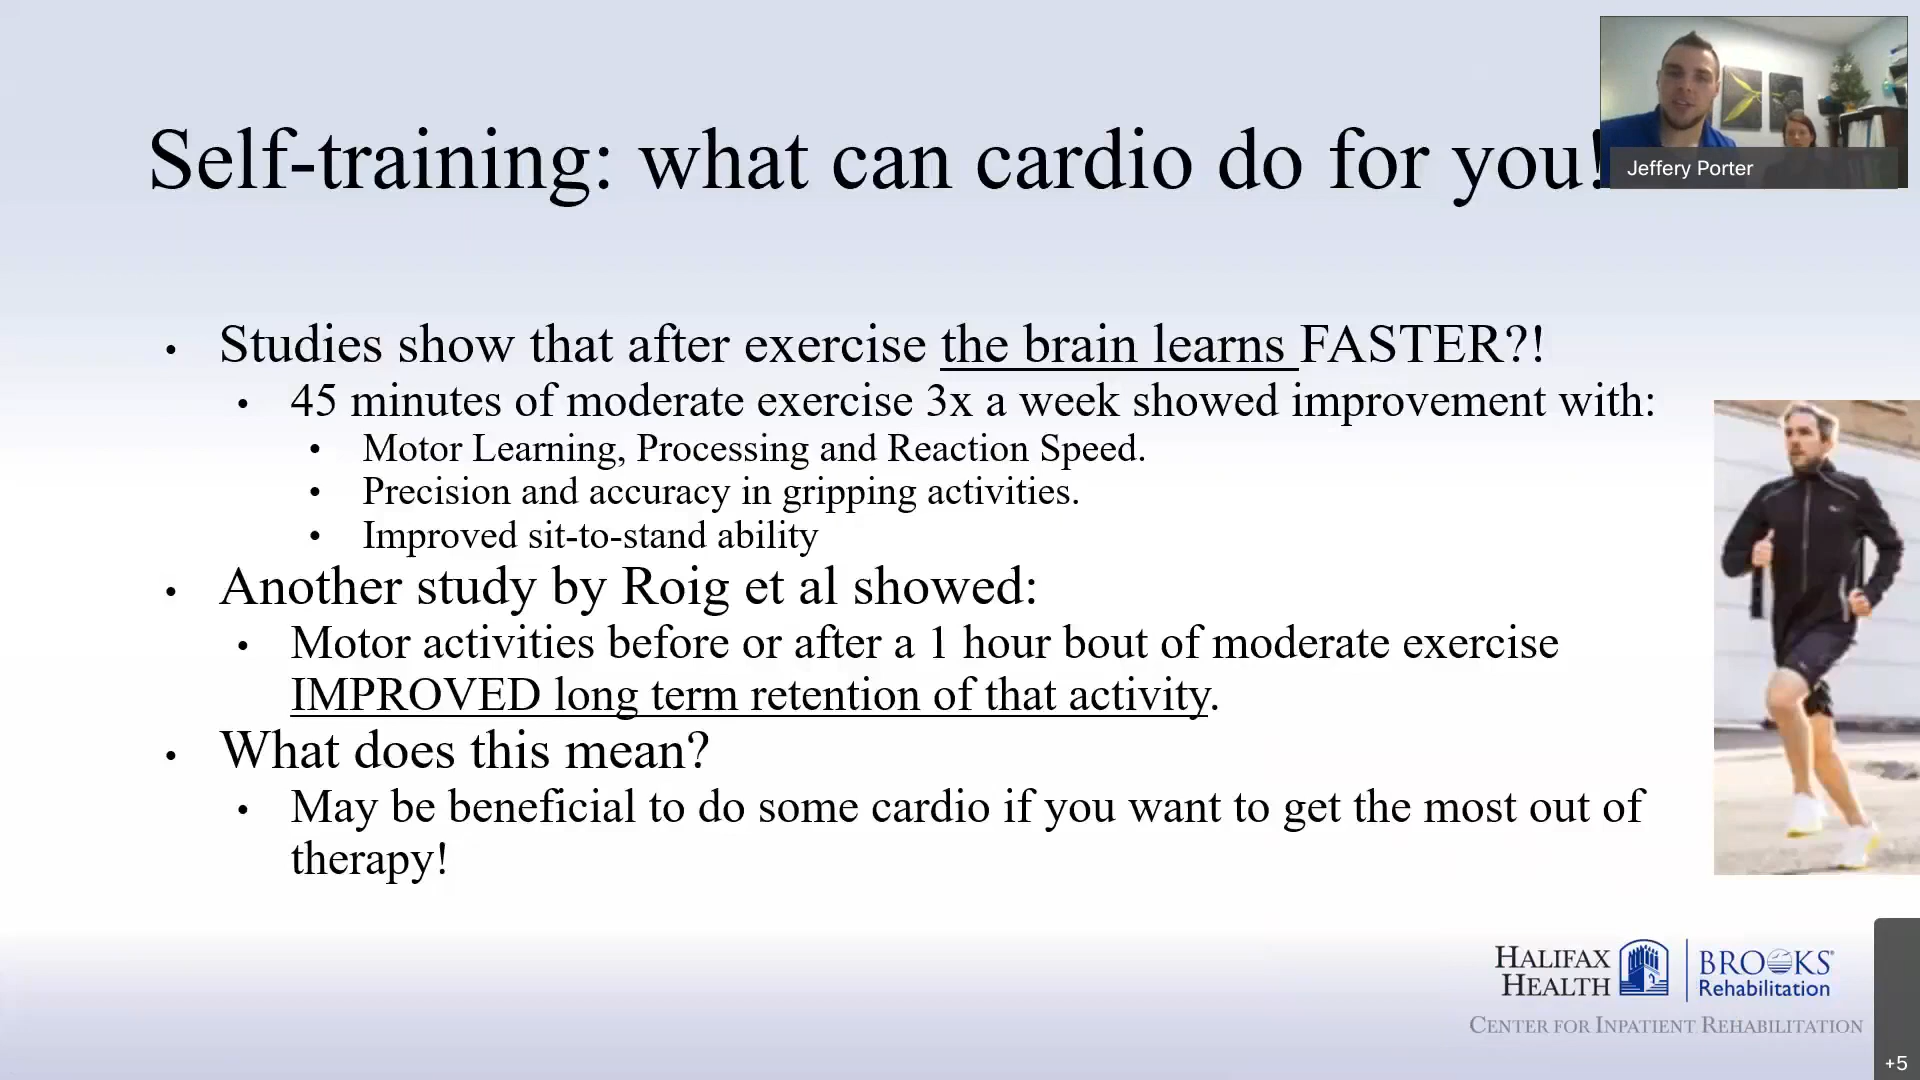 Self-training: what can cardio do for you!
Jeffery Porter
• Studies show that after exercise the brain learns FASTER?!
• 45 minutes of moderate exercise 3x a week showed improvement with:
• Motor Learning, Processing and Reaction Speed.
• Precision and accuracy in gripping activities.
• Improved sit-to-stand ability
• Another study by Roig et al showed:
• Motor activities before or after a 1 hour bout of moderate exercise
IMPROVED long term retention of that activity.
• What does this mean?
• May be beneficial to do some cardio if you want to get the most out of
therapy!
HALIFAX
HEALTH
BROOKS
Rehabilitation
CENTER FOR INPATIENT REHABILITATION
+5